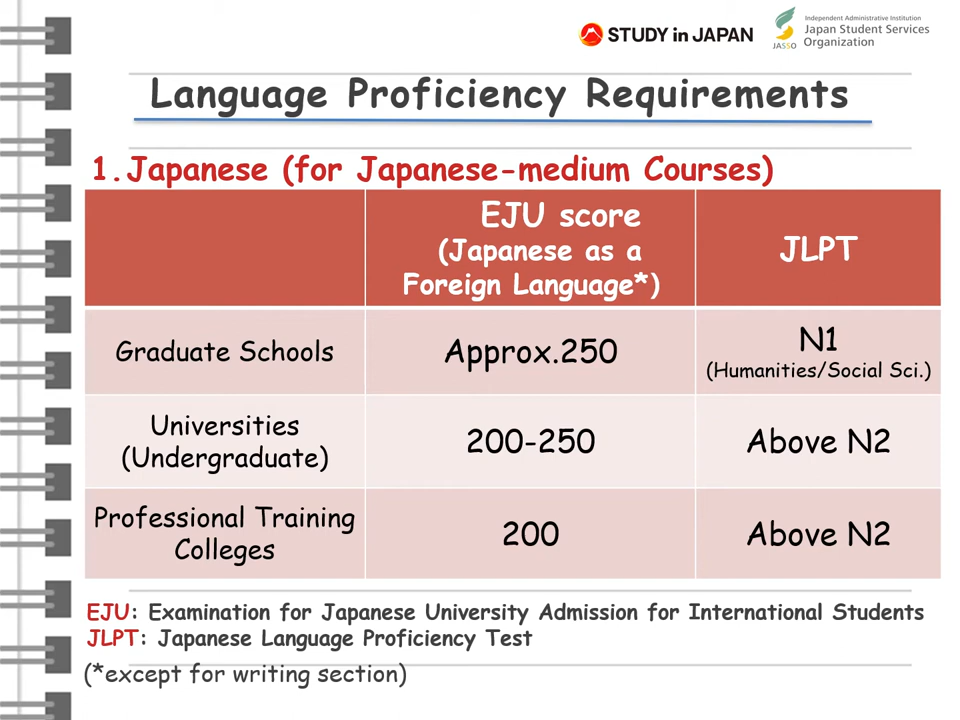 STUDY in JAPAN
Independent Administrative Institution
Japan Student Services
Organization
JASSO
Language Proficiency Requirements
1.Japanese (for Japanese-medium Courses)
EJU score
(Japanese as a
Foreign Language*)
JLPT
Graduate Schools
Approx.250
N1
(Humanities/Social Sci.)
Universities
(Undergraduate)
200-250
Above N2
Professional Training
Colleges
200
Above N2
EJU: Examination for Japanese University Admission for International Students
JLPT: Japanese Language Proficiency Test
(*except for writing section)